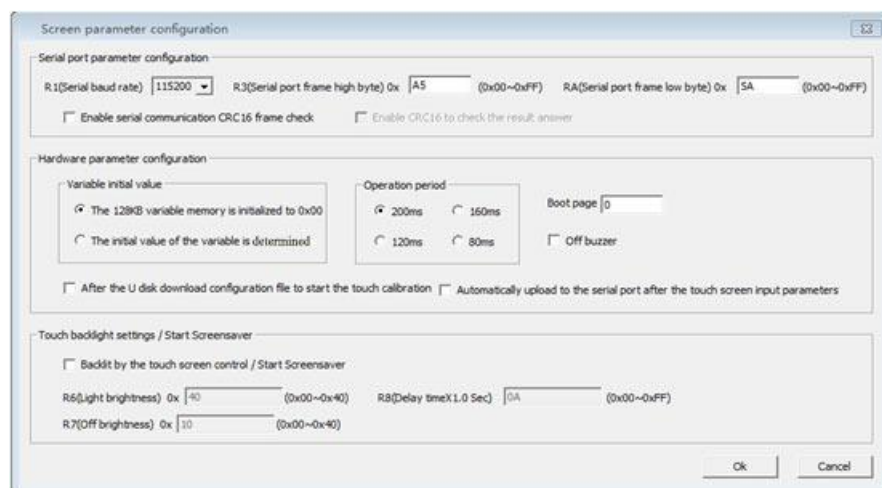 Screen parameter configuration
Serial port parameter configuration
R1(Serial baud rate) 115200 R3(Serial port frame high byte) 0x A5 (0x00~0xFF) RA(Serial port frame low byte) 0x 5A (0x00~0xFF)
Enable serial communication CRC16 frame check Enable CRC16 to check the result answer
Hardware parameter configuration
Variable initial value Operation period
The 128KB variable memory is initialized to 0x00 200ms 160ms Boot page 0
The initial value of the variable is determined 120ms 80ms Off buzzer
After the U disk download configuration file to start the touch calibration Automatically upload to the serial port after the touch screen input parameters
Touch backlight settings / Start Screensaver
Backlit by the touch screen control / Start Screensaver
R6(Light brightness) 0x 40 (0x00~0x40) R8(Delay timeX1.0 Sec) 0A (0x00~0xFF)
R7(Off brightness) 0x 10 (0x00~0x40)
Ok Cancel